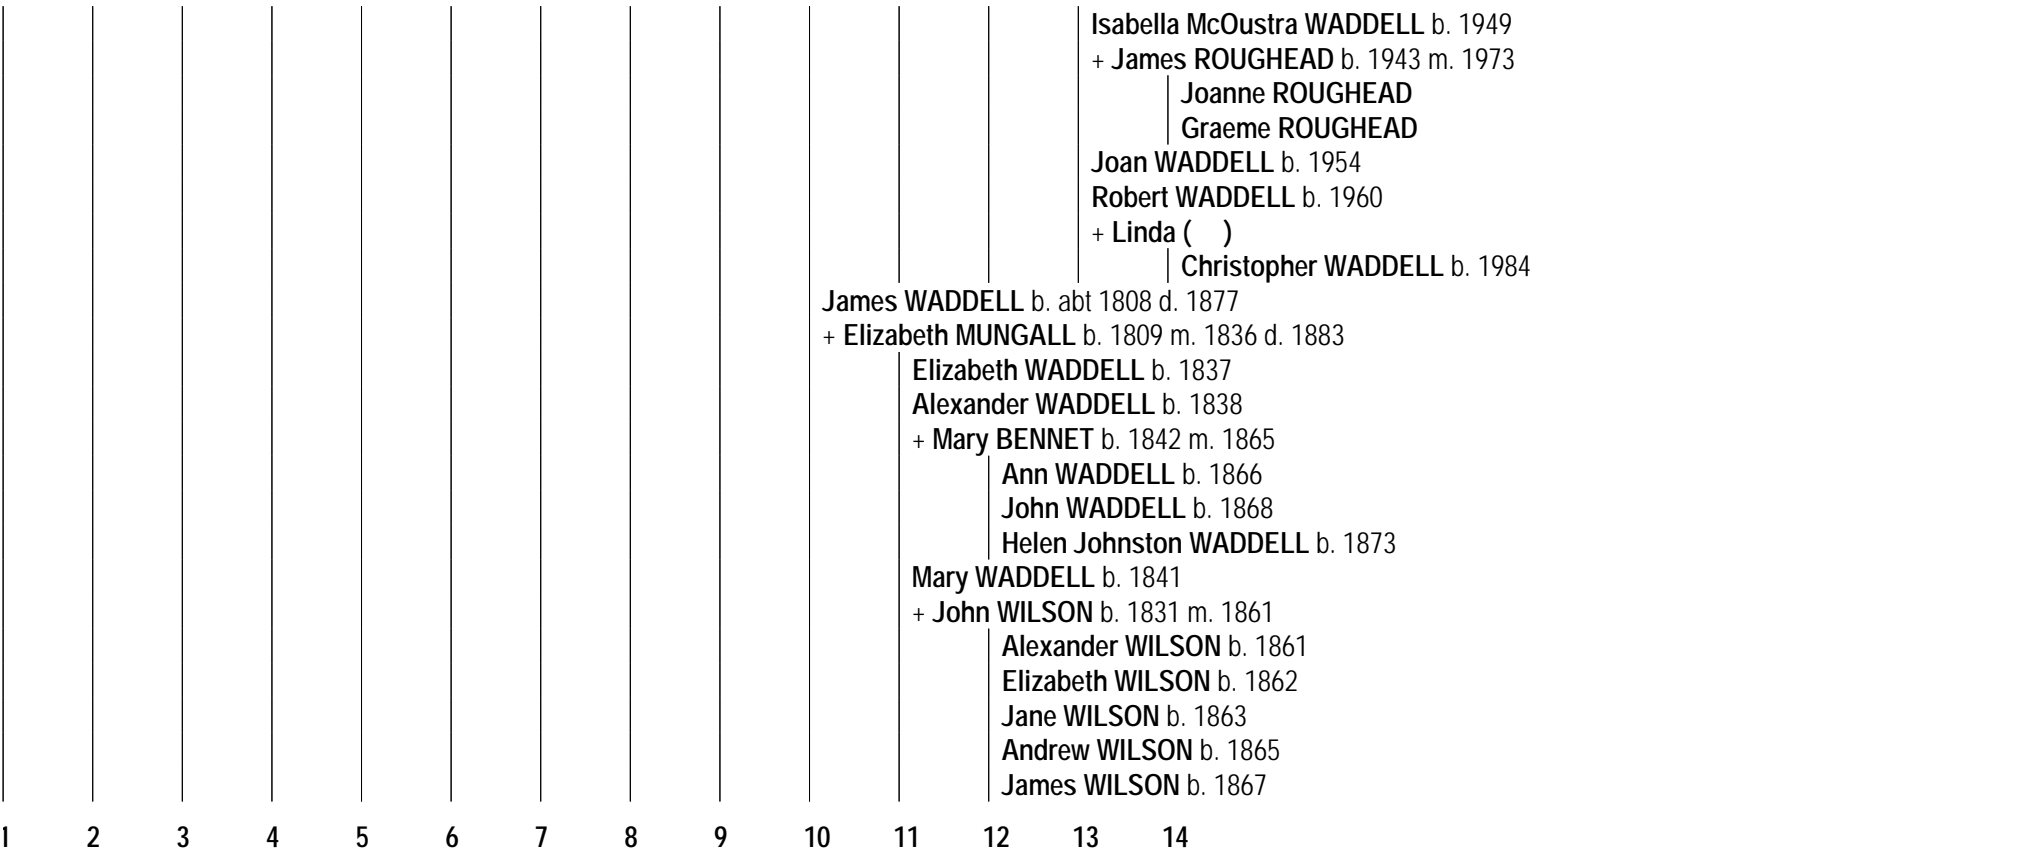 Isabella McOustra WADDELL b. 1949
+ James ROUGHEAD b. 1943 m. 1973
Joanne ROUGHEAD
Graeme ROUGHEAD
Joan WADDELL b. 1954
Robert WADDELL b. 1960
+ Linda (    )
Christopher WADDELL b. 1984
James WADDELL b. abt 1808 d. 1877
+ Elizabeth MUNGALL b. 1809 m. 1836 d. 1883
Elizabeth WADDELL b. 1837
Alexander WADDELL b. 1838
+ Mary BENNET b. 1842 m. 1865
Ann WADDELL b. 1866
John WADDELL b. 1868
Helen Johnston WADDELL b. 1873
Mary WADDELL b. 1841
+ John WILSON b. 1831 m. 1861
Alexander WILSON b. 1861
Elizabeth WILSON b. 1862
Jane WILSON b. 1863
Andrew WILSON b. 1865
James WILSON b. 1867
1 2 3 4 5 6 7 8 9 10 11 12 13 14